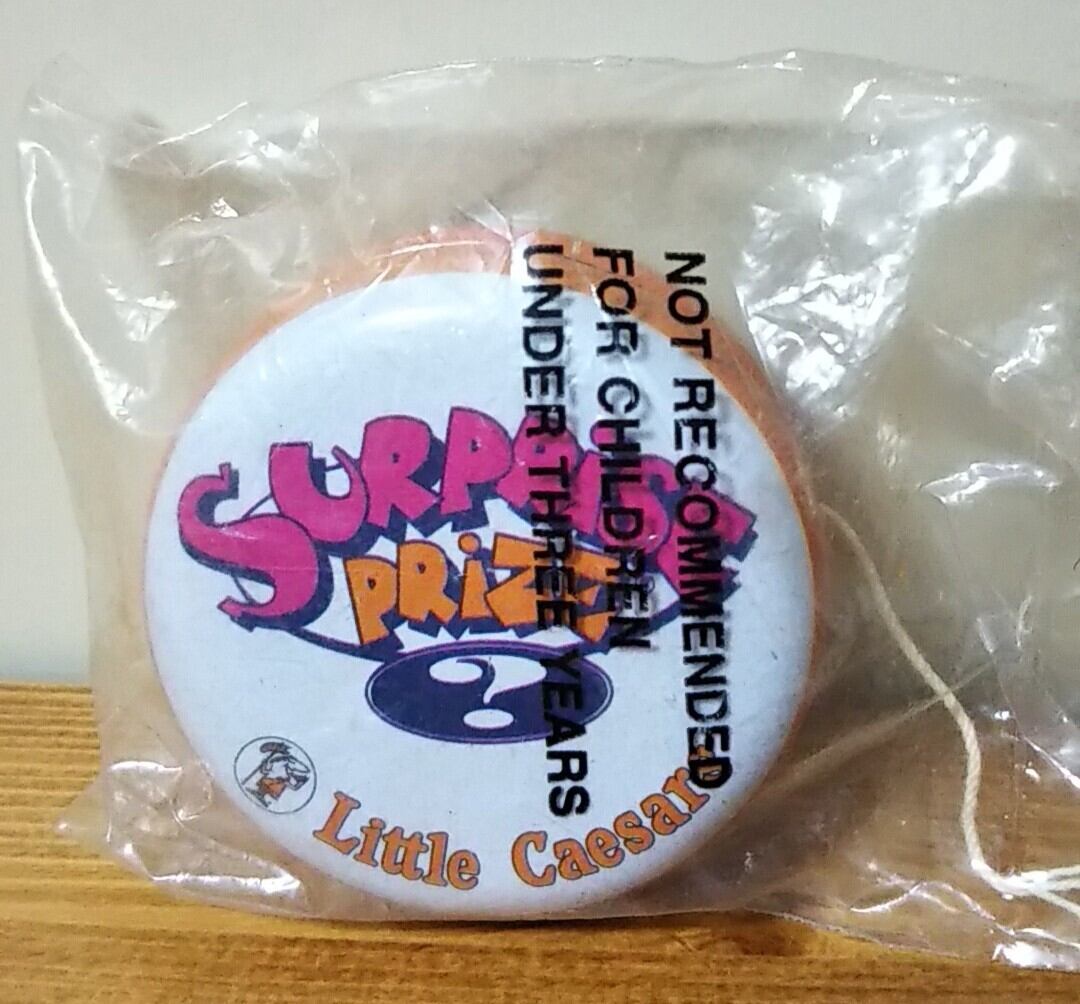 SURPRISE
PRIZE
?
Little Caesars
NOT RECOMMENDED
FOR CHILDREN
UNDER THREE YEARS